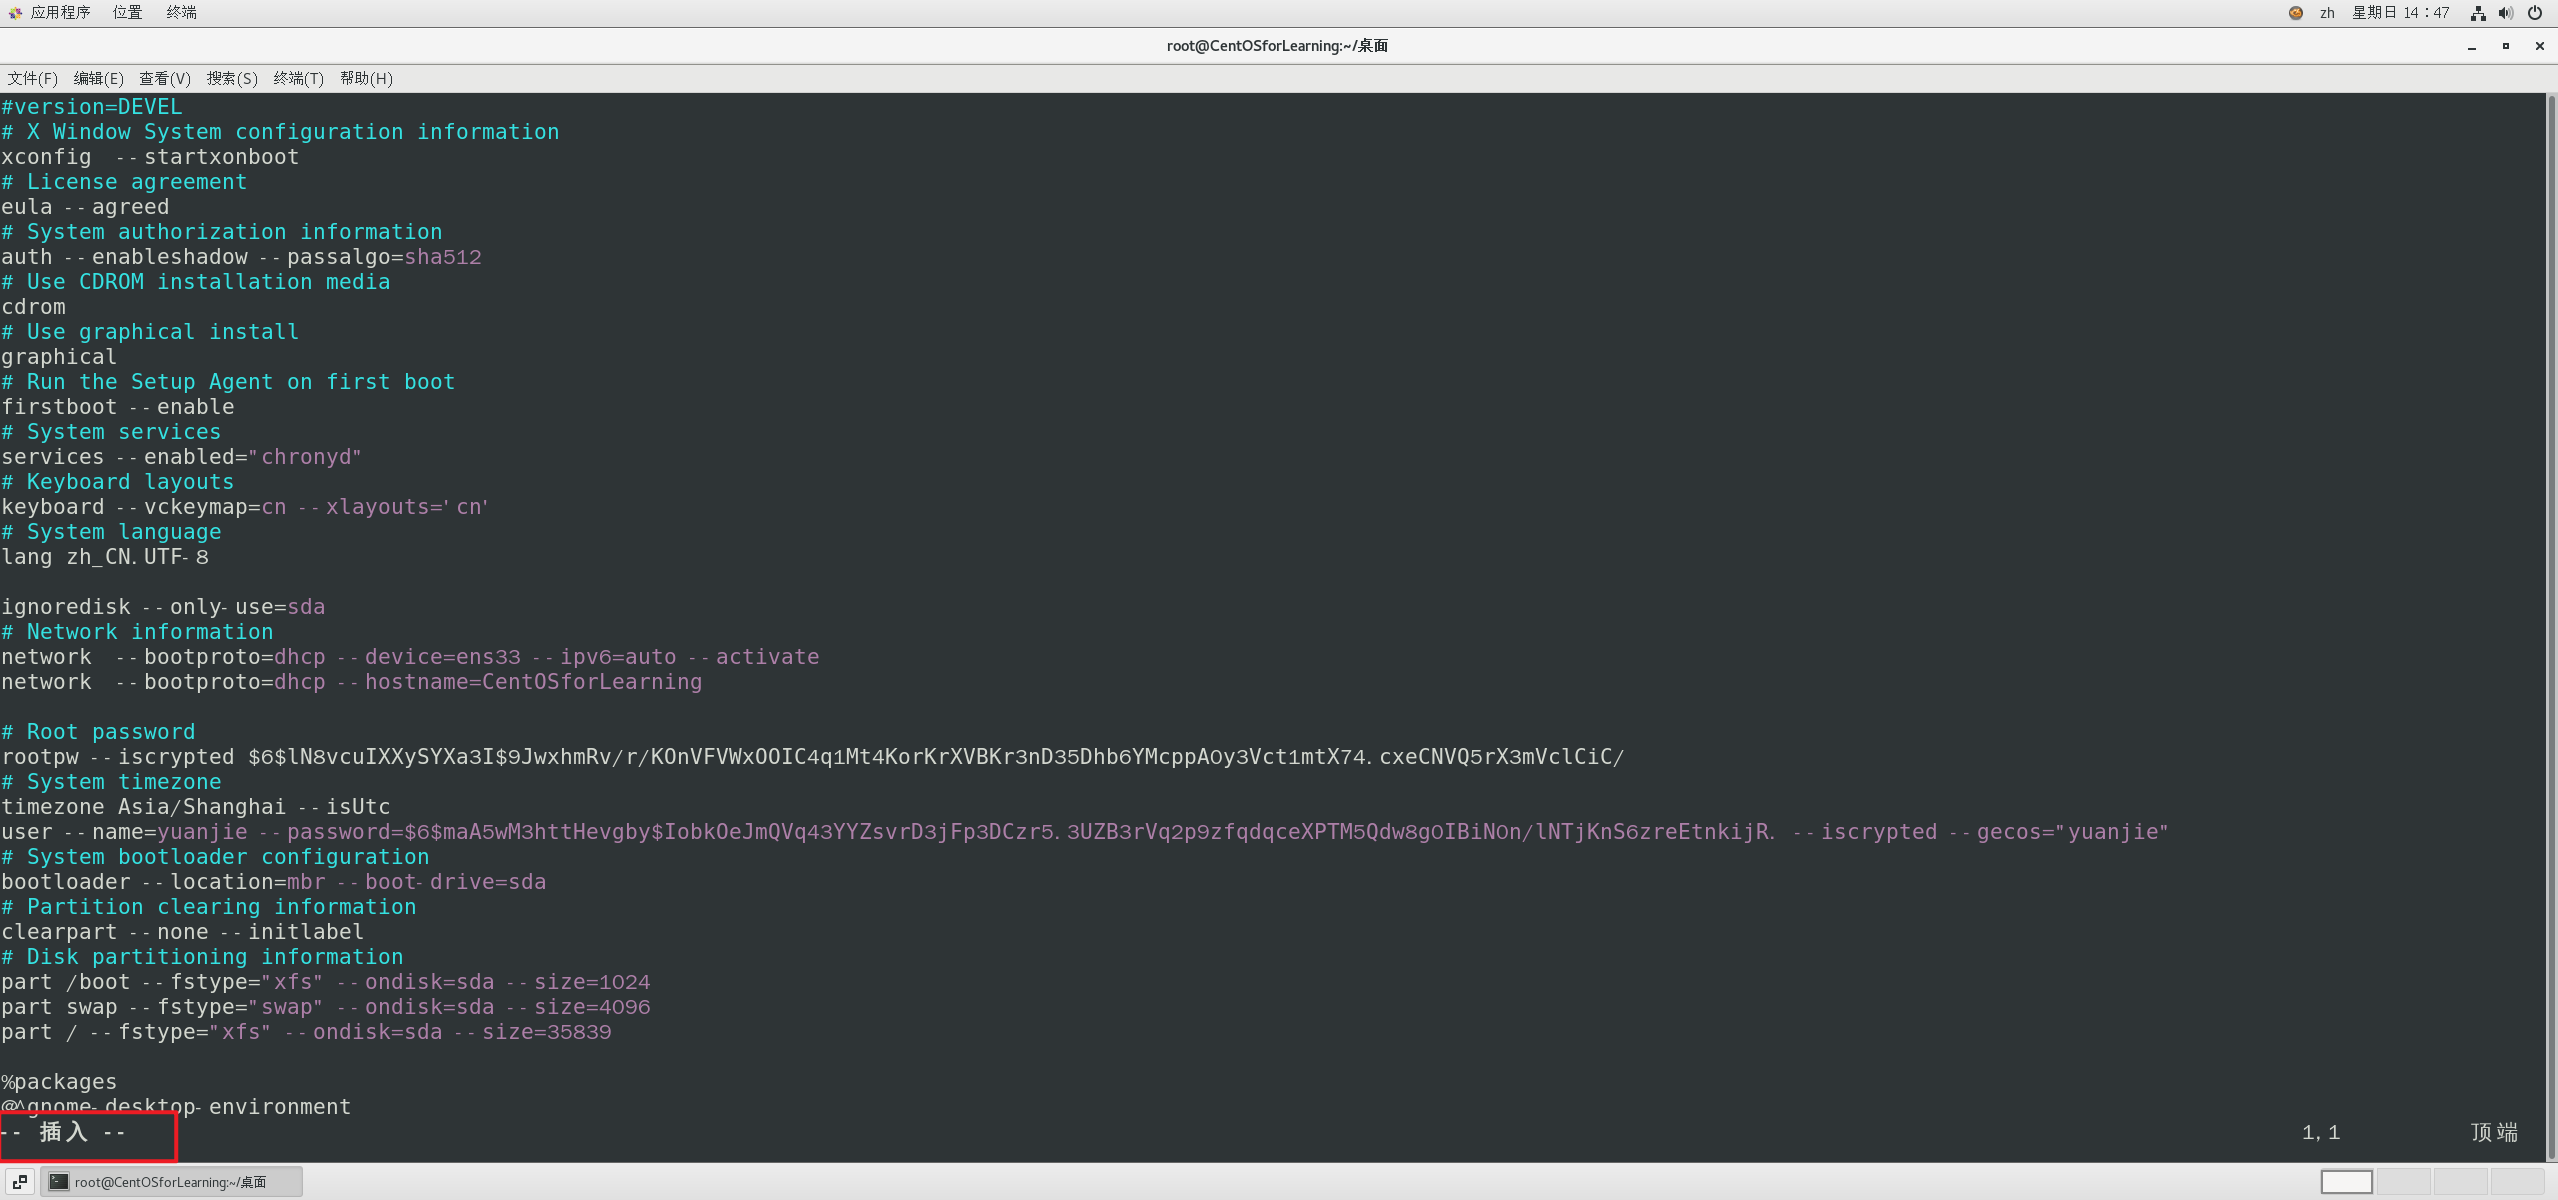 应用程序 位置 终端 zh 星期日 14：47
root@CentOSforLearning:~/桌面
文件(F) 编辑(E) 查看(V) 搜索(S) 终端(T) 帮助(H)
#version=DEVEL
# X Window System configuration information
xconfig  --startxonboot
# License agreement
eula --agreed
# System authorization information
auth --enableshadow --passalgo=sha512
# Use CDROM installation media
cdrom
# Use graphical install
graphical
# Run the Setup Agent on first boot
firstboot --enable
# System services
services --enabled="chronyd"
# Keyboard layouts
keyboard --vckeymap=cn --xlayouts='cn'
# System language
lang zh_CN.UTF-8
ignoredisk --only-use=sda
# Network information
network  --bootproto=dhcp --device=ens33 --ipv6=auto --activate
network  --bootproto=dhcp --hostname=CentOSforLearning
# Root password
rootpw --iscrypted $6$lN8vcuIXXySYXa3I$9JwxhmRv/r/KOnVFVWxOOIC4q1Mt4KorKrXVBKr3nD35Dhb6YMcppA0y3Vct1mtX74.cxeCNVQ5rX3mVclCiC/
# System timezone
timezone Asia/Shanghai --isUtc
user --name=yuanjie --password=$6$maA5wM3httHevgby$IobkOeJmQVq43YYZsvrD3jFp3DCzr5.3UZB3rVq2p9zfqdqceXPTM5Qdw8g0IBiN0n/lNTjKnS6zreEtnkijR. --iscrypted --gecos="yuanjie"
# System bootloader configuration
bootloader --location=mbr --boot-drive=sda
# Partition clearing information
clearpart --none --initlabel
# Disk partitioning information
part /boot --fstype="xfs" --ondisk=sda --size=1024
part swap --fstype="swap" --ondisk=sda --size=4096
part / --fstype="xfs" --ondisk=sda --size=35839
%packages
@^gnome-desktop-environment
-- 插入 -- 1,1 顶端
root@CentOSforLearning:~/桌面